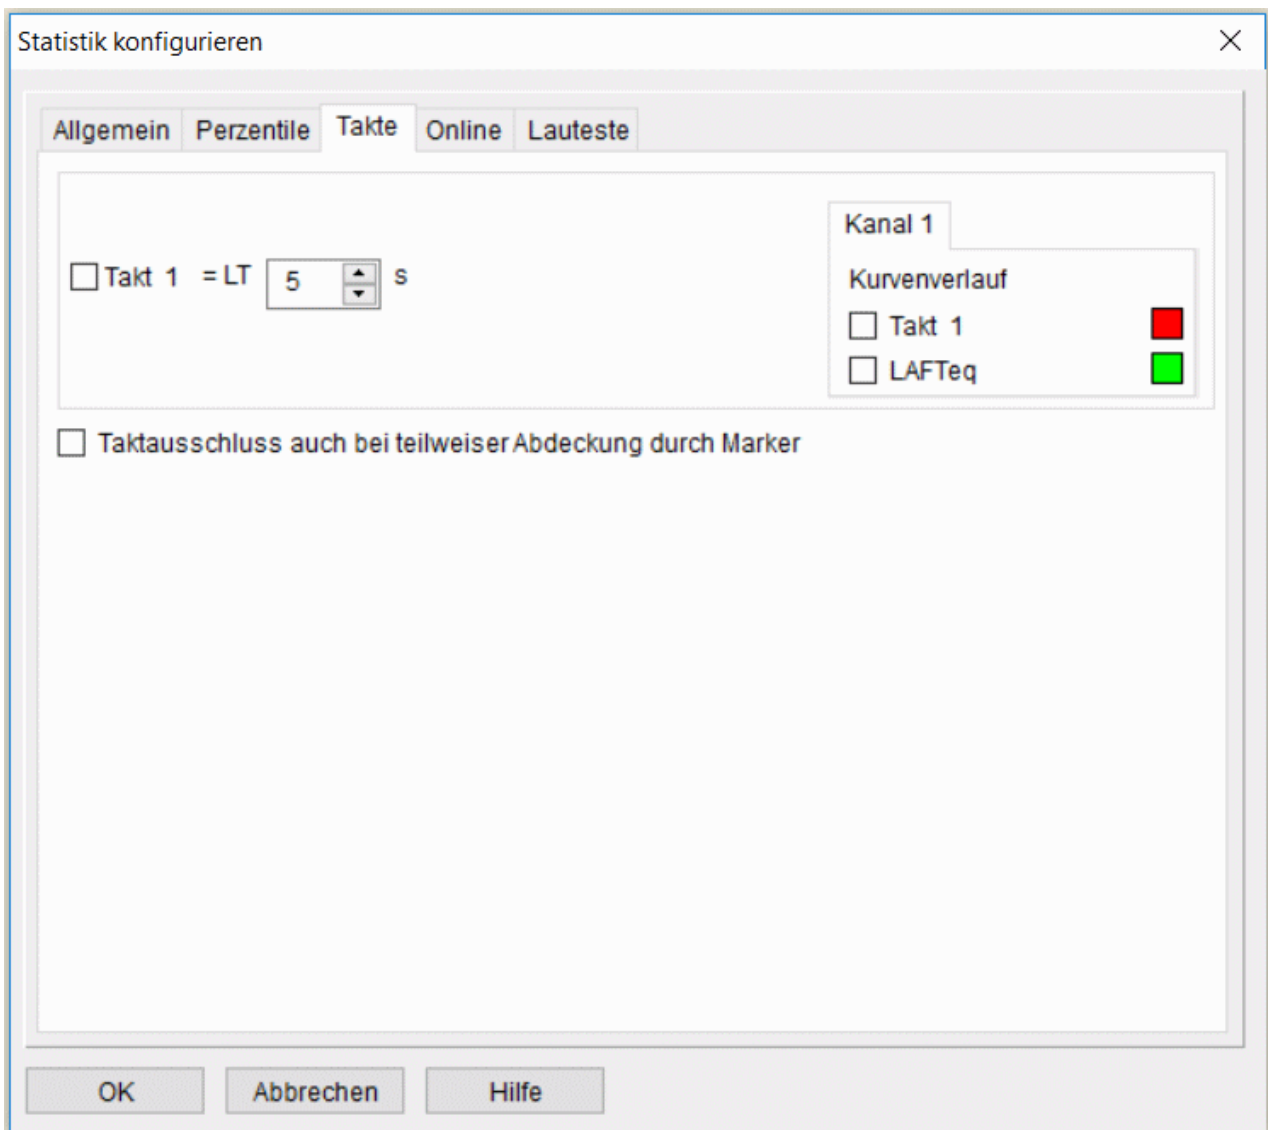 Statistik konfigurieren
Allgemein Perzentile Takte Online Lauteste
Kanal 1
Takt 1 = LT 5 s
Kurvenverlauf
Takt 1
LAFTeq
Taktausschluss auch bei teilweiser Abdeckung durch Marker
OK Abbrechen Hilfe